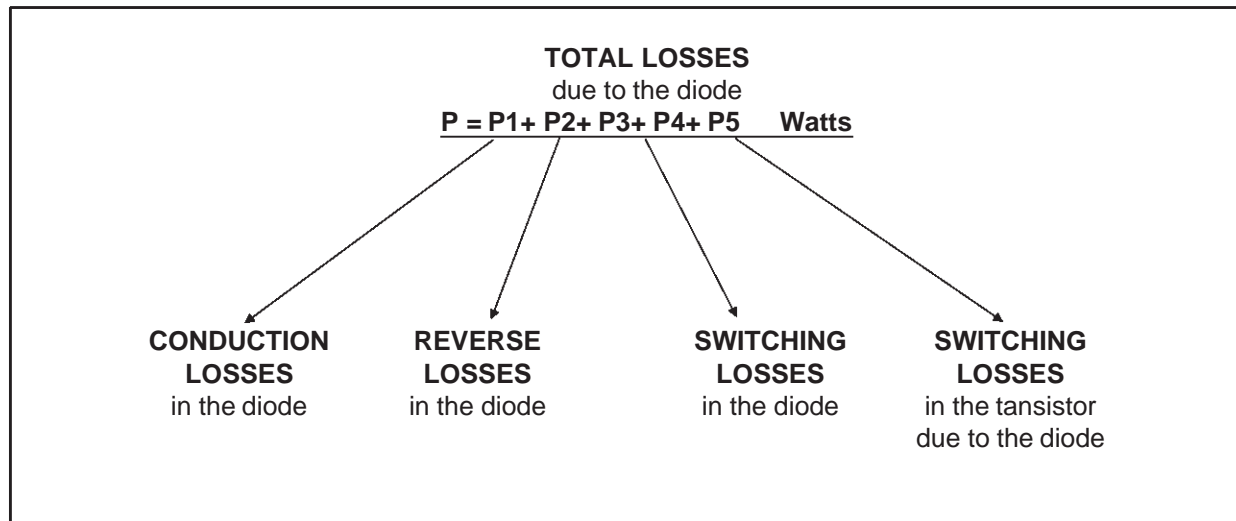 TOTAL LOSSES
due to the diode
P = P1+ P2+ P3+ P4+ P5 Watts
CONDUCTION
LOSSES
in the diode
REVERSE
LOSSES
in the diode
SWITCHING
LOSSES
in the diode
SWITCHING
LOSSES
in the tansistor
due to the diode